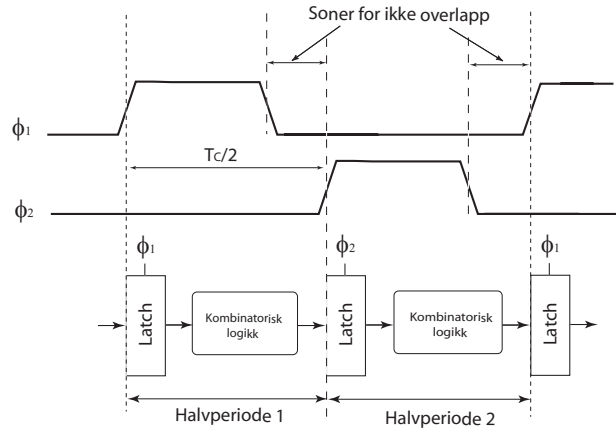 Soner for ikke overlapp
ϕ1
Tc/2
ϕ2
ϕ1
ϕ2
ϕ1
Latch
Kombinatorisk
logikk
Latch
Kombinatorisk
logikk
Latch
Halvperiode 1
Halvperiode 2